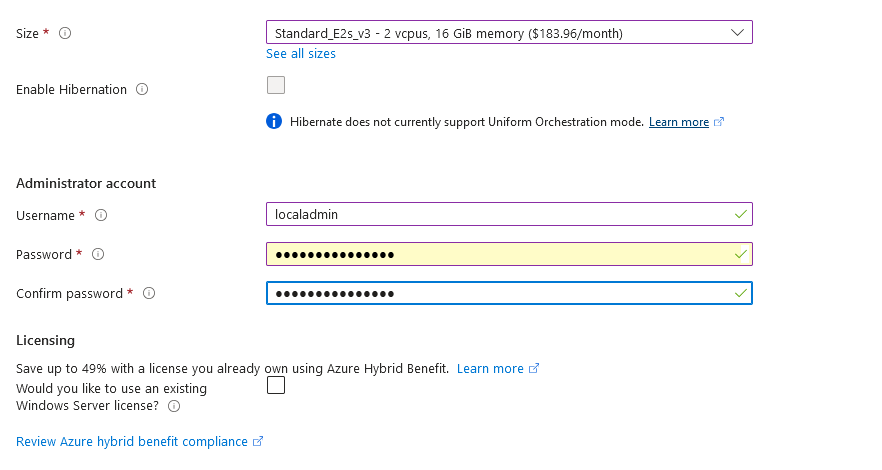 Size *
Standard_E2s_v3 - 2 vcpus, 16 GiB memory ($183.96/month)
See all sizes
Enable Hibernation
Hibernate does not currently support Uniform Orchestration mode. Learn more
Administrator account
Username *
localadmin
Password *
●●●●●●●●●●●●●●●
Confirm password *
●●●●●●●●●●●●●●●
Licensing
Save up to 49% with a license you already own using Azure Hybrid Benefit. Learn more
Would you like to use an existing
Windows Server license?
Review Azure hybrid benefit compliance